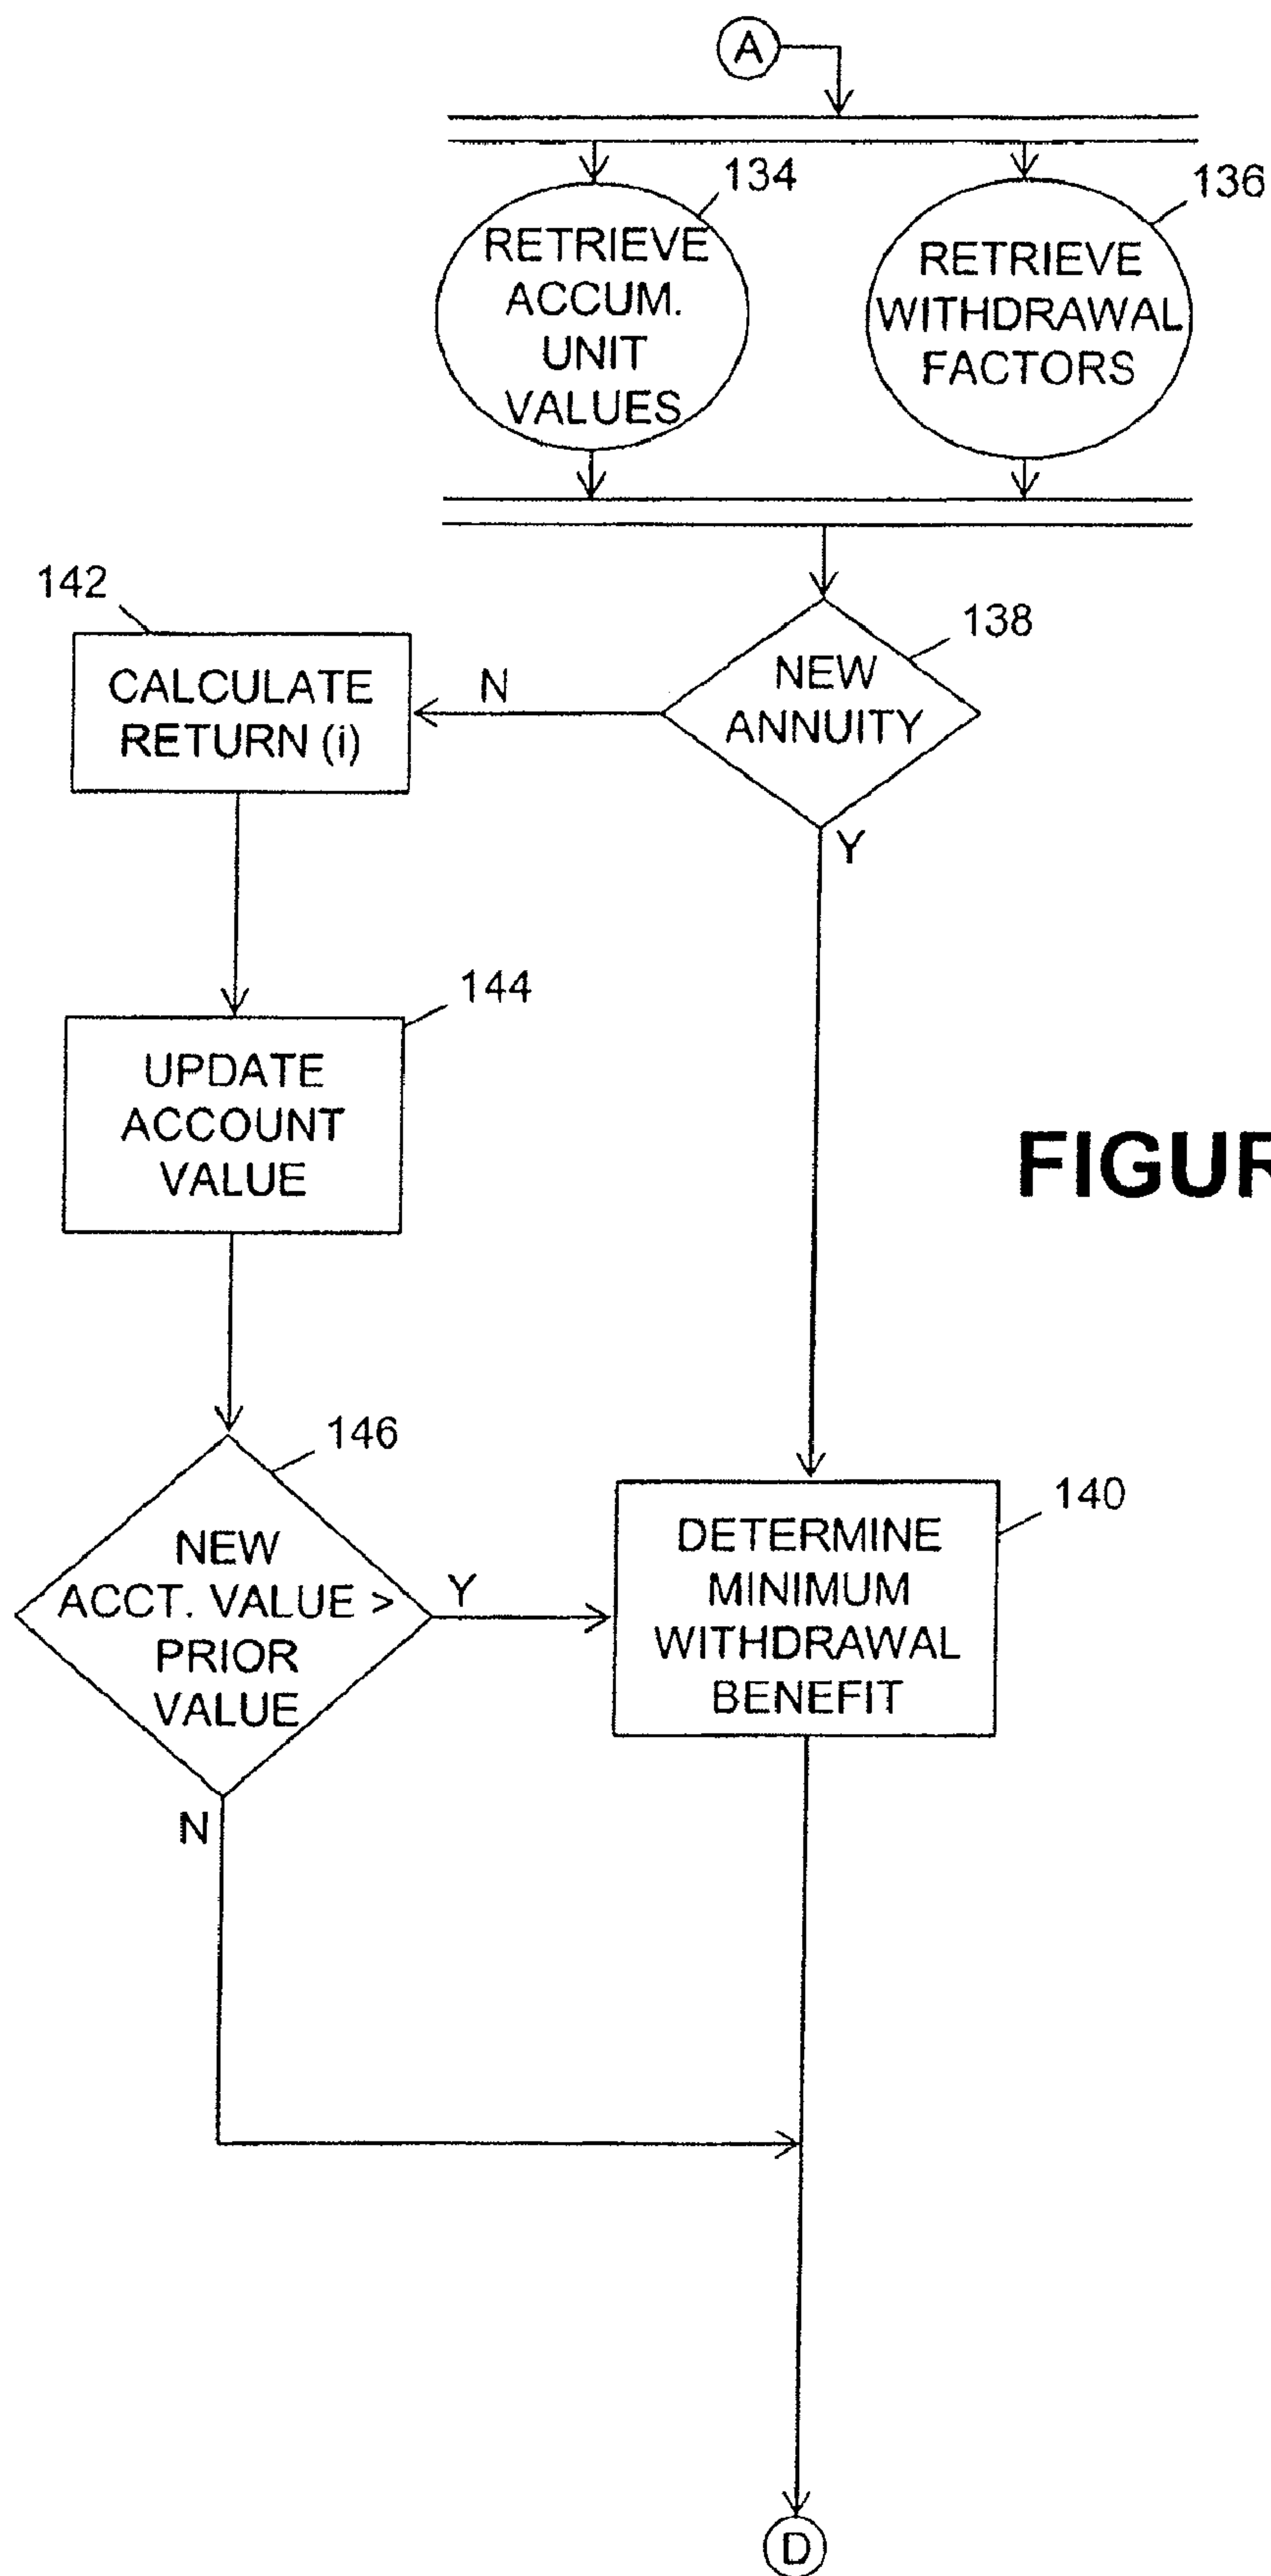 A
134
RETRIEVE
ACCUM.
UNIT
VALUES
136
RETRIEVE
WITHDRAWAL
FACTORS
142
CALCULATE
RETURN (i)
N
138
NEW
ANNUITY
Y
144
UPDATE
ACCOUNT
VALUE
FIGUR
146
NEW
ACCT. VALUE >
PRIOR
VALUE
Y
N
140
DETERMINE
MINIMUM
WITHDRAWAL
BENEFIT
D